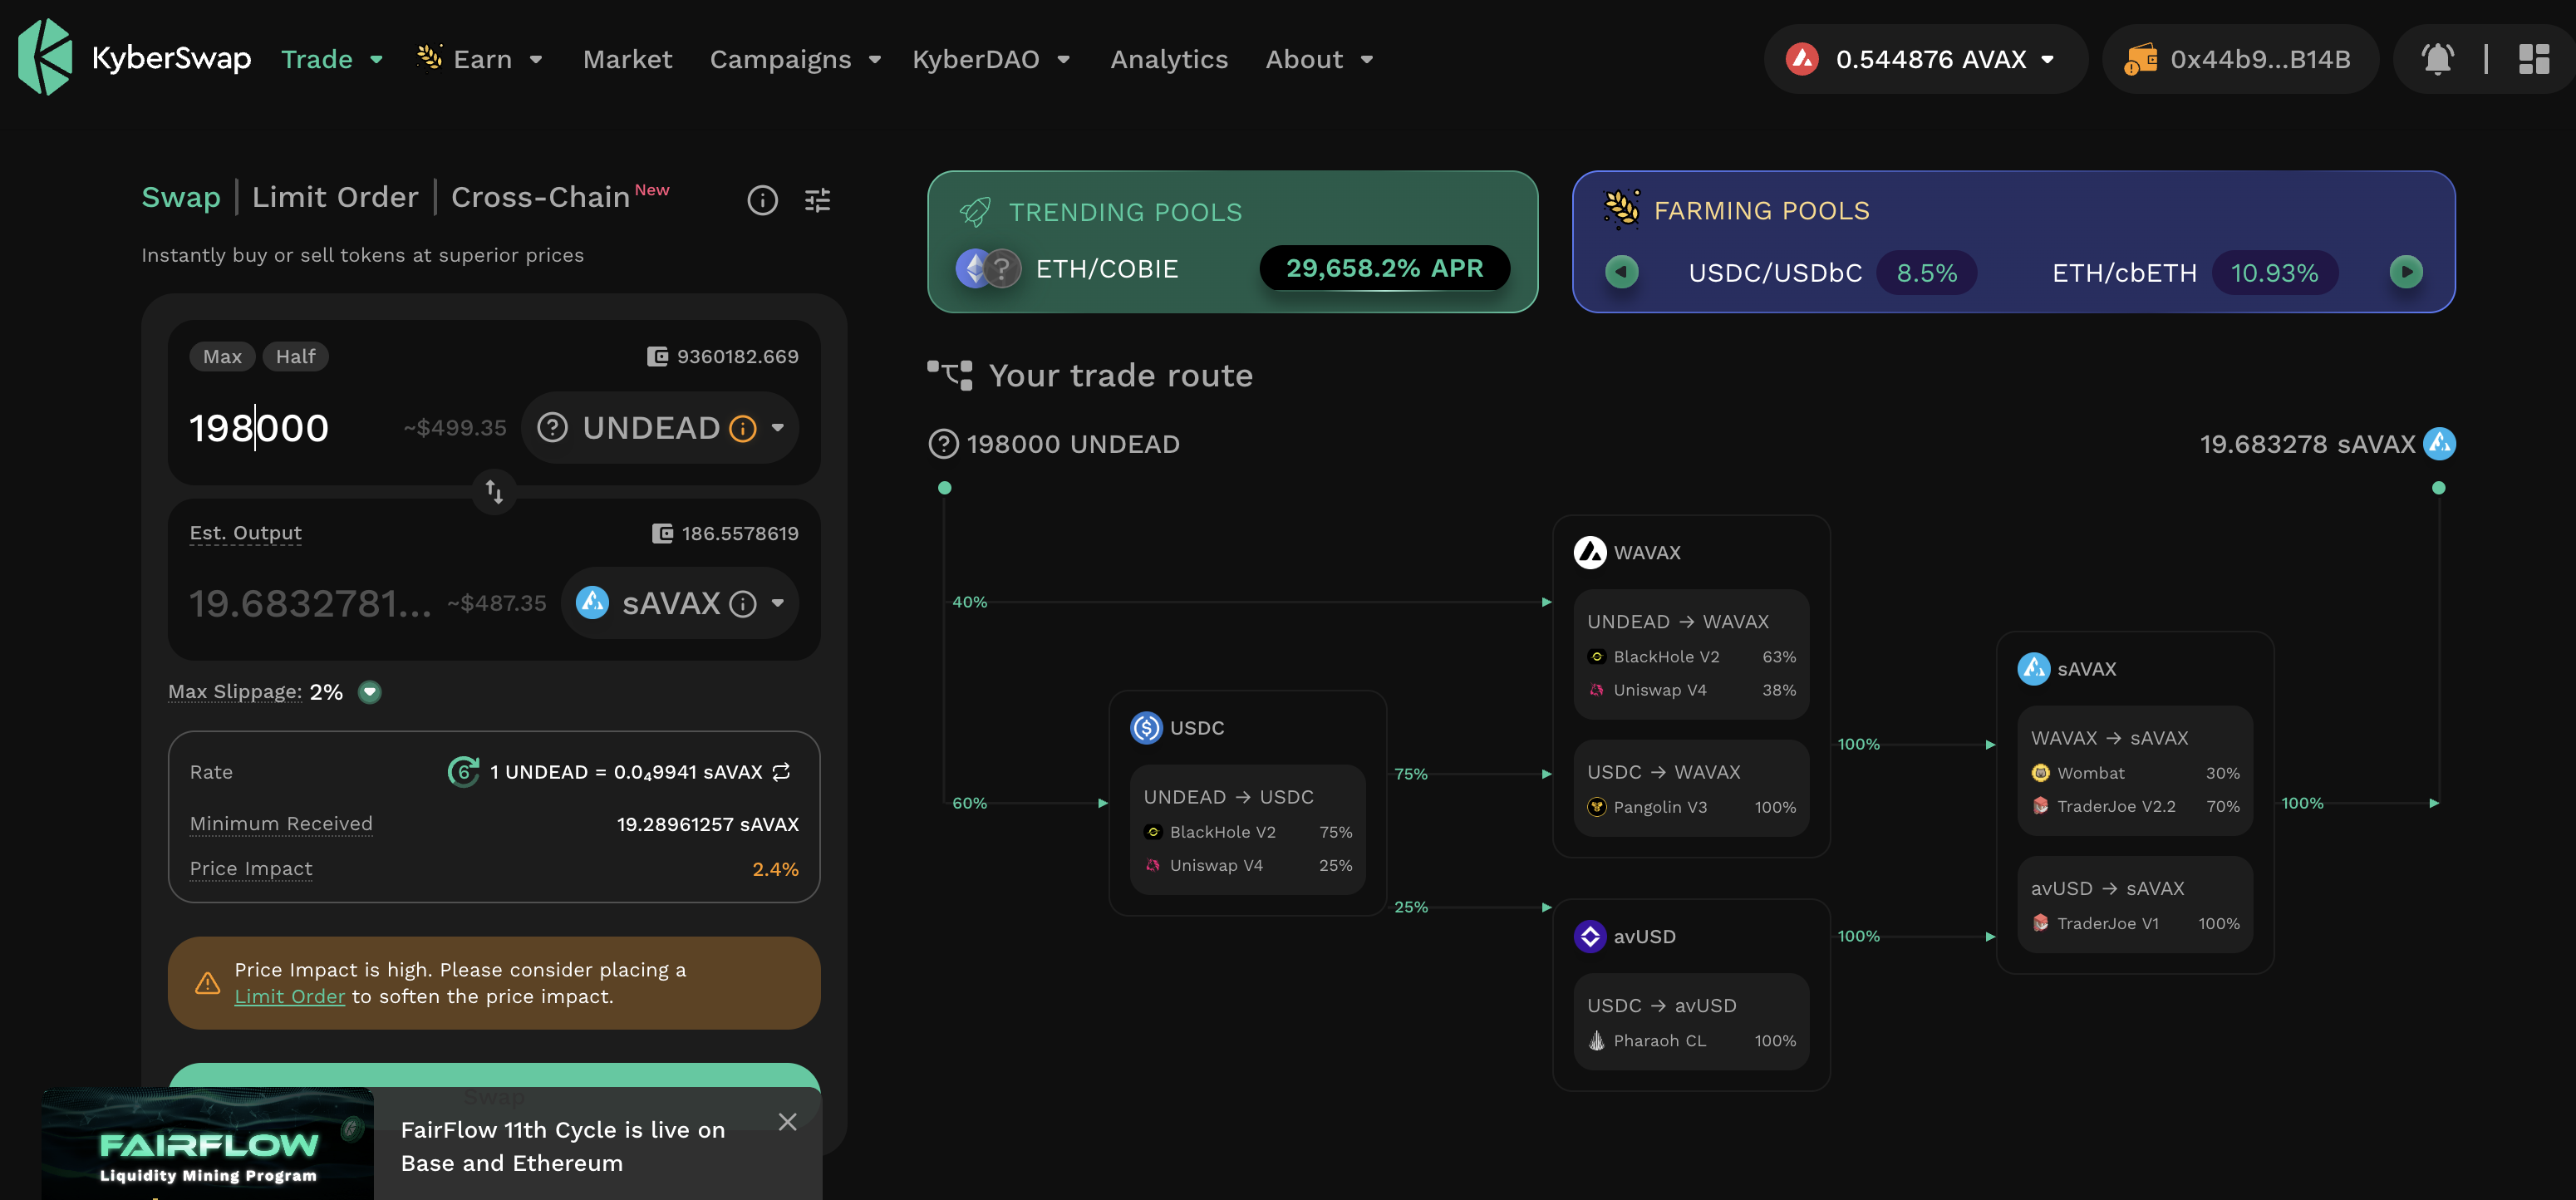 KyberSwap Trade Earn Market Campaigns KyberDAO Analytics About 0.544876 AVAX 0x44b9...B14B
Swap | Limit Order | Cross-Chain New
Instantly buy or sell tokens at superior prices
Max Half 9360182.669
198000 ~$499.35 UNDEAD
Est. Output 186.5578619
19.6832781... ~$487.35 sAVAX
Max Slippage: 2%
Rate 6 1 UNDEAD = 0.0₄9941 sAVAX
Minimum Received 19.28961257 sAVAX
Price Impact 2.4%
Price Impact is high. Please consider placing a
Limit Order to soften the price impact.
Swap
FAIRFLOW
Liquidity Mining Program
FairFlow 11th Cycle is live on
Base and Ethereum
TRENDING POOLS
ETH/COBIE 29,658.2% APR
FARMING POOLS
USDC/USDbC 8.5% ETH/cbETH 10.93%
Your trade route
198000 UNDEAD 19.683278 sAVAX
40%
60%
USDC
UNDEAD → USDC
BlackHole V2 75%
Uniswap V4 25%
75%
25%
WAVAX
UNDEAD → WAVAX
BlackHole V2 63%
Uniswap V4 38%
USDC → WAVAX
Pangolin V3 100%
100%
avUSD
USDC → avUSD
Pharaoh CL 100%
100%
sAVAX
WAVAX → sAVAX
Wombat 30%
TraderJoe V2.2 70%
avUSD → sAVAX
TraderJoe V1 100%
100%